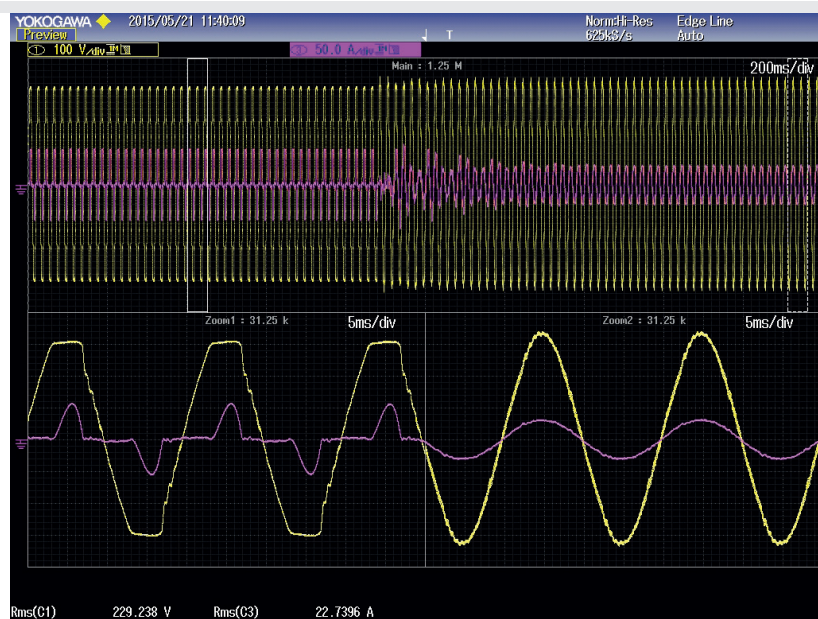 YOKOGAWA 2015/05/21 11:40:09 Norm:Hi-Res Edge Line
Preview 625kS/s Auto
1 100 V/div 3 50.0 A/div
T
Main : 1.25 M 200ms/div
Zoom1 : 31.25 k 5ms/div Zoom2 : 31.25 k 5ms/div
Rms(C1) 229.238 V Rms(C3) 22.7396 A